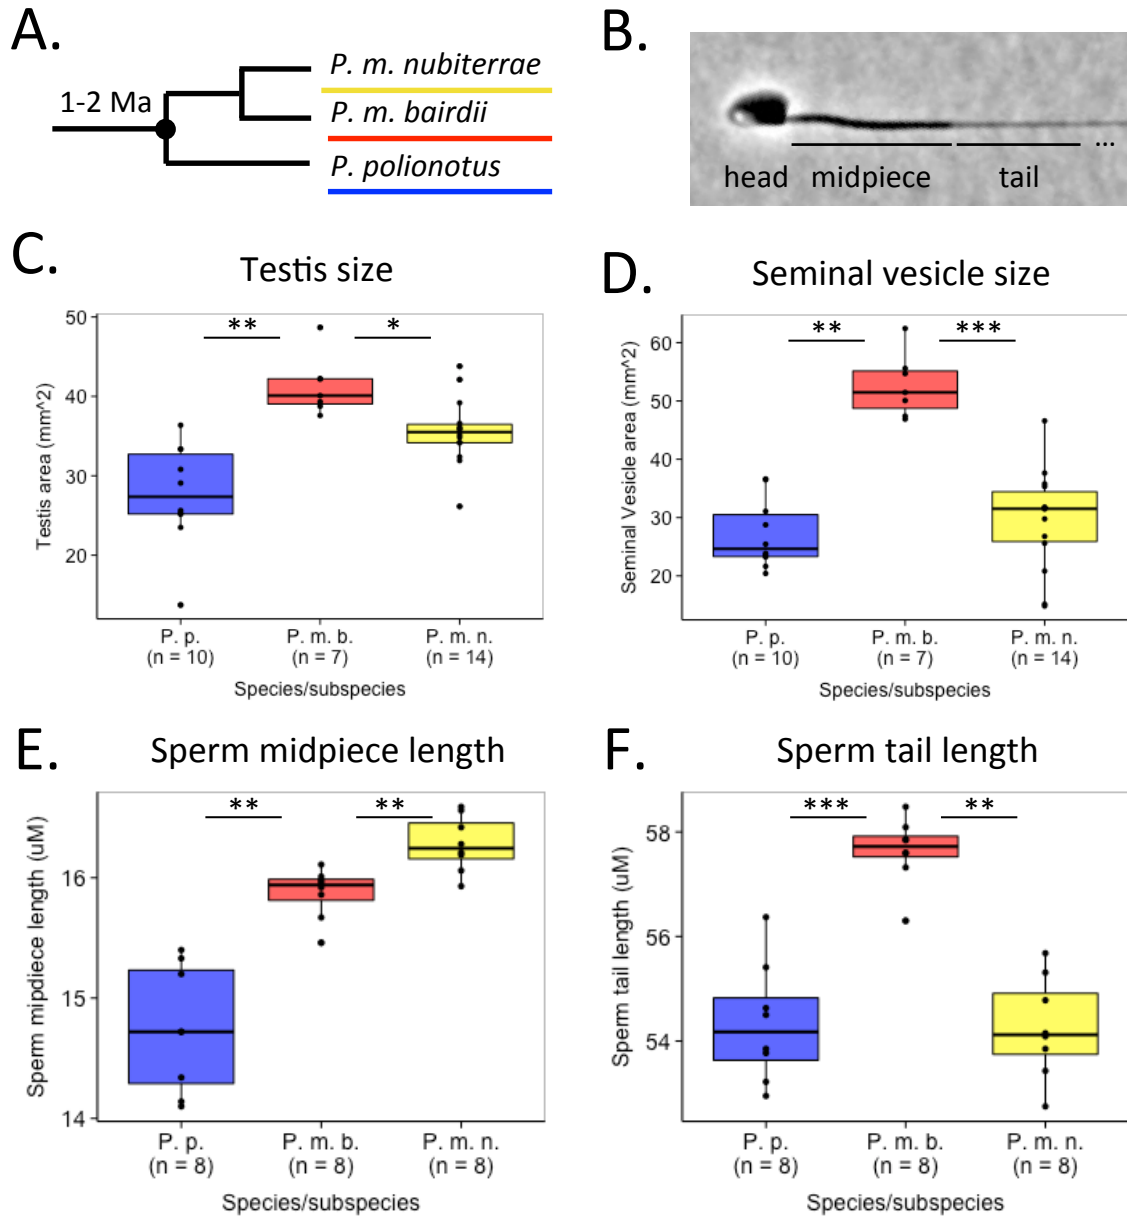 A.
1-2 Ma
P. m. nubiterrae
P. m. bairdii
P. polionotus
B.
head midpiece tail
...
C.
Testis size
** *
50
40
30
20
Testis area (mm^2)
P. p. P. m. b. P. m. n.
(n = 10) (n = 7) (n = 14)
Species/subspecies
D.
Seminal vesicle size
** ***
60
50
40
30
20
Seminal Vesicle area (mm^2)
P. p. P. m. b. P. m. n.
(n = 10) (n = 7) (n = 14)
Species/subspecies
E.
Sperm midpiece length
** **
16
15
14
Sperm mipdiece length (uM)
P. p. P. m. b. P. m. n.
(n = 8) (n = 8) (n = 8)
Species/subspecies
F.
Sperm tail length
*** **
58
56
54
Sperm tail length (uM)
P. p. P. m. b. P. m. n.
(n = 8) (n = 8) (n = 8)
Species/subspecies